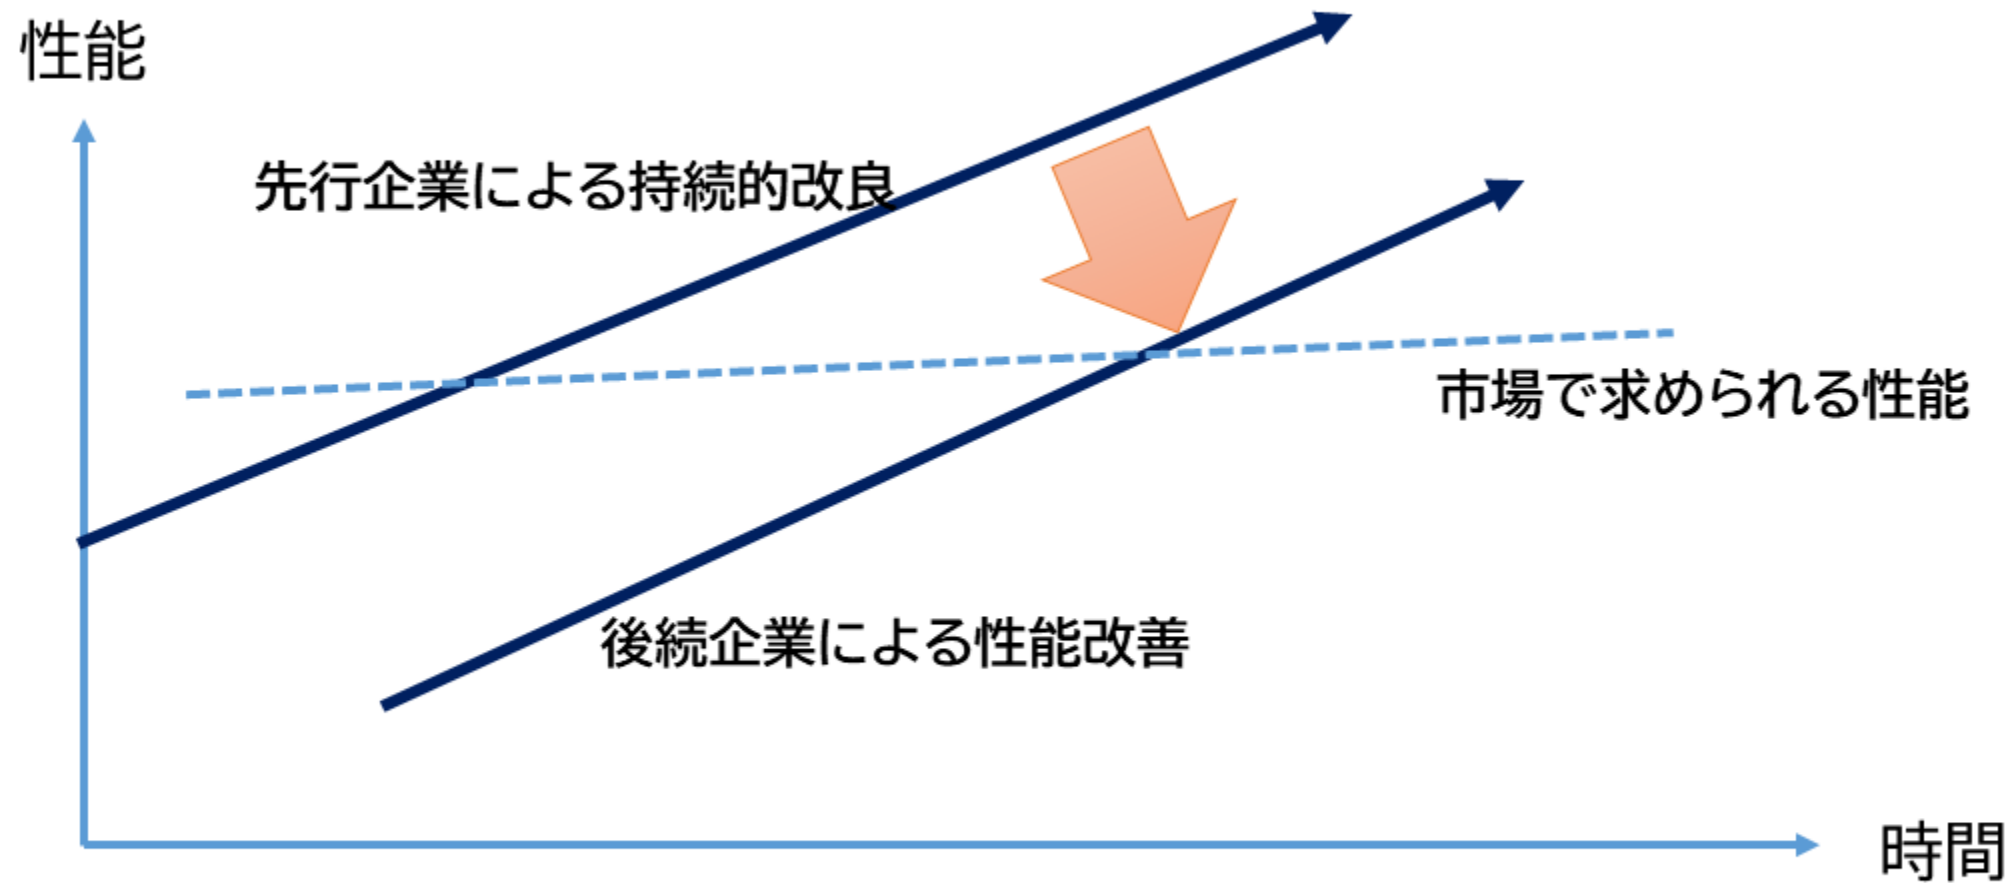 性能
先行企業による持続的改良
市場で求められる性能
後続企業による性能改善
時間